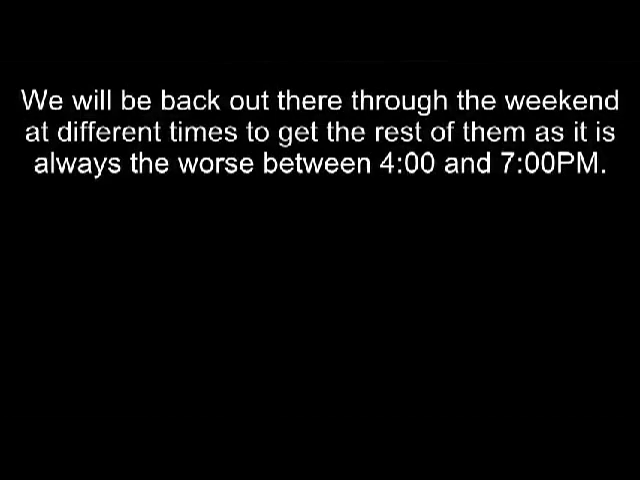 We will be back out there through the weekend
at different times to get the rest of them as it is
always the worse between 4:00 and 7:00PM.